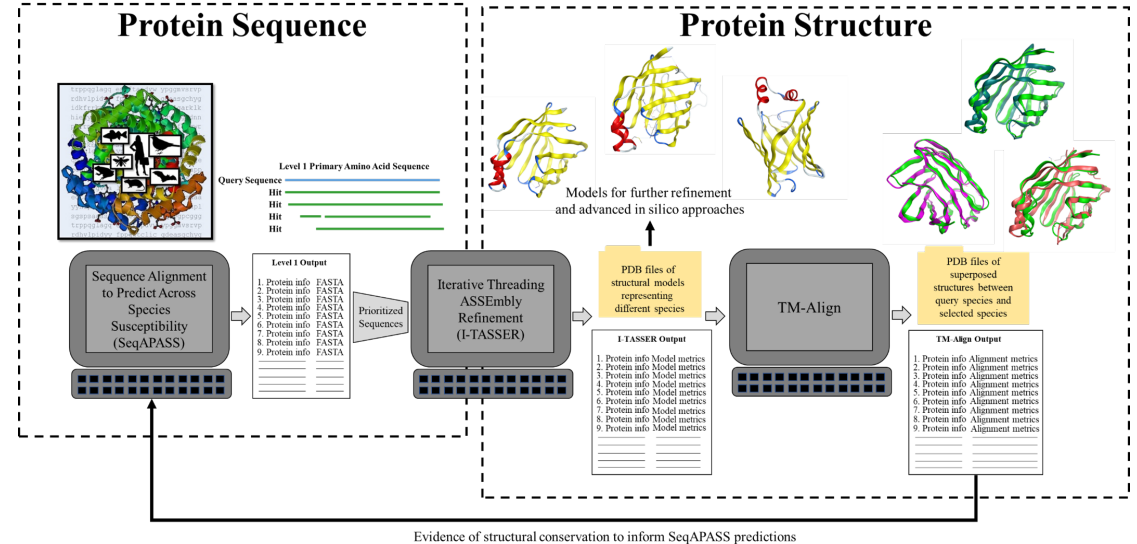 Protein Sequence
Protein Structure
Level 1 Primary Amino Acid Sequence
Query Sequence
Hit
Hit
Hit
Hit
Models for further refinement
and advanced in silico approaches
Sequence Alignment
to Predict Across
Species
Susceptibility
(SeqAPASS)
Level 1 Output
1. Protein info FASTA
2. Protein info FASTA
3. Protein info FASTA
4. Protein info FASTA
5. Protein info FASTA
6. Protein info FASTA
7. Protein info FASTA
8. Protein info FASTA
9. Protein info FASTA
Prioritized
Sequences
Iterative Threading
ASSEmbly
Refinement
(I-TASSER)
PDB files of
structural models
representing
different species
I-TASSER Output
1. Protein info Model metrics
2. Protein info Model metrics
3. Protein info Model metrics
4. Protein info Model metrics
5. Protein info Model metrics
6. Protein info Model metrics
7. Protein info Model metrics
8. Protein info Model metrics
9. Protein info Model metrics
TM-Align
PDB files of
superposed
structures between
query species and
selected species
TM-Align Output
1. Protein info Alignment metrics
2. Protein info Alignment metrics
3. Protein info Alignment metrics
4. Protein info Alignment metrics
5. Protein info Alignment metrics
6. Protein info Alignment metrics
7. Protein info Alignment metrics
8. Protein info Alignment metrics
9. Protein info Alignment metrics
Evidence of structural conservation to inform SeqAPASS predictions